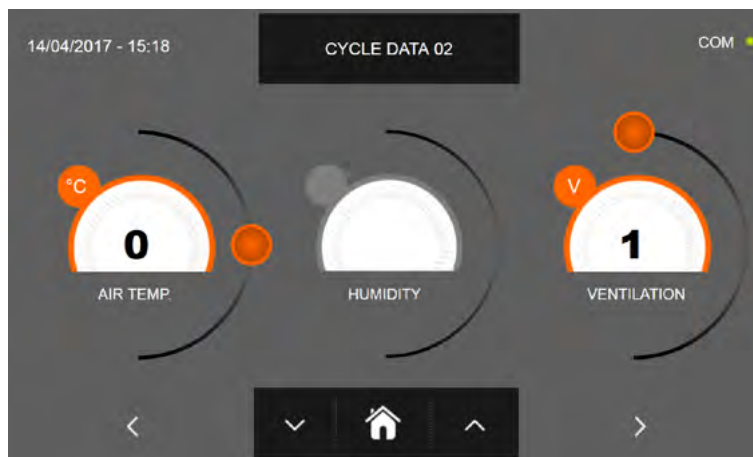 14/04/2017 - 15:18
CYCLE DATA 02
COM
°C
V
0
1
AIR TEMP.
HUMIDITY
VENTILATION